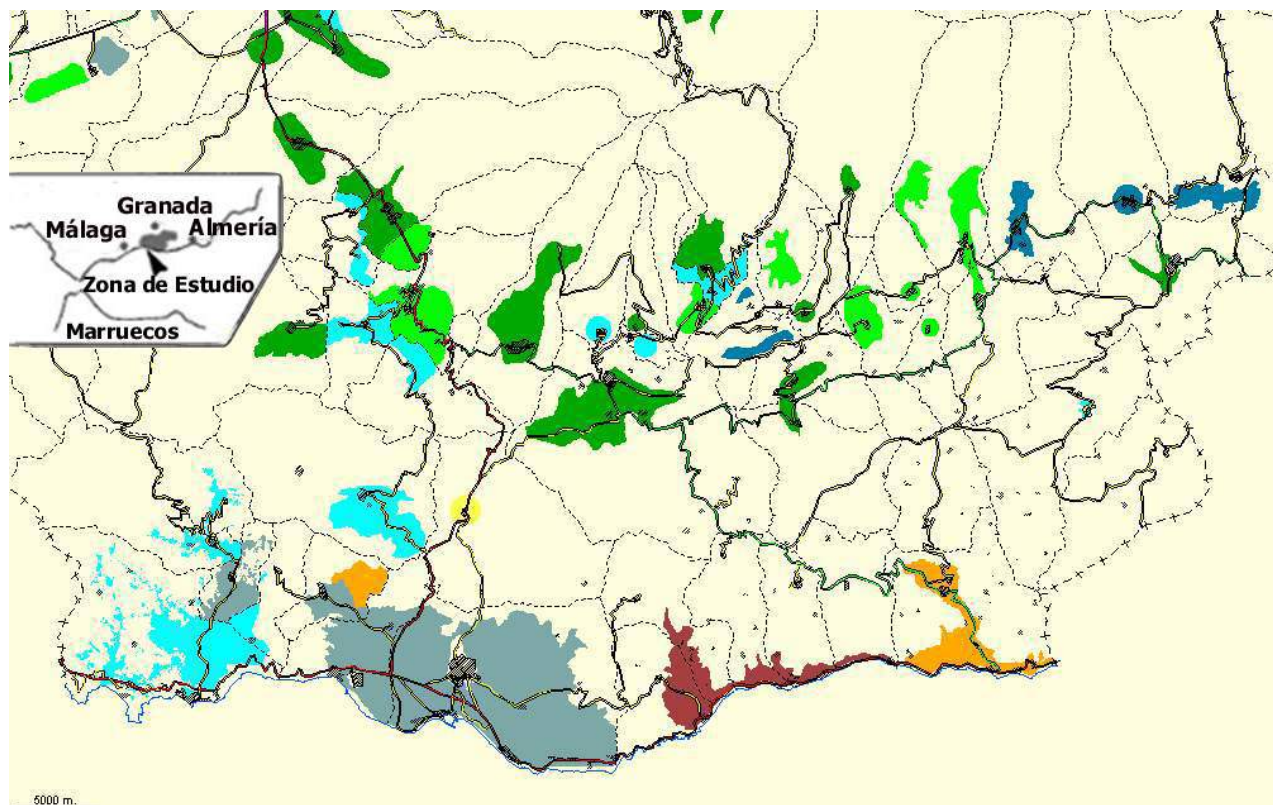 Granada
Málaga
Almería
Zona de Estudio
Marruecos
5000 m.